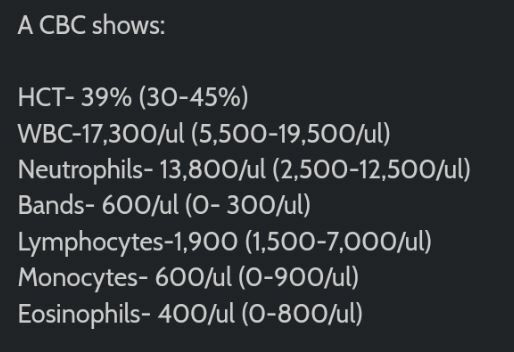 A CBC shows:
HCT- 39% (30-45%)
WBC-17,300/ul (5,500-19,500/ul)
Neutrophils- 13,800/ul (2,500-12,500/ul)
Bands- 600/ul (0- 300/ul)
Lymphocytes-1,900 (1,500-7,000/ul)
Monocytes- 600/ul (0-900/ul)
Eosinophils- 400/ul (0-800/ul)